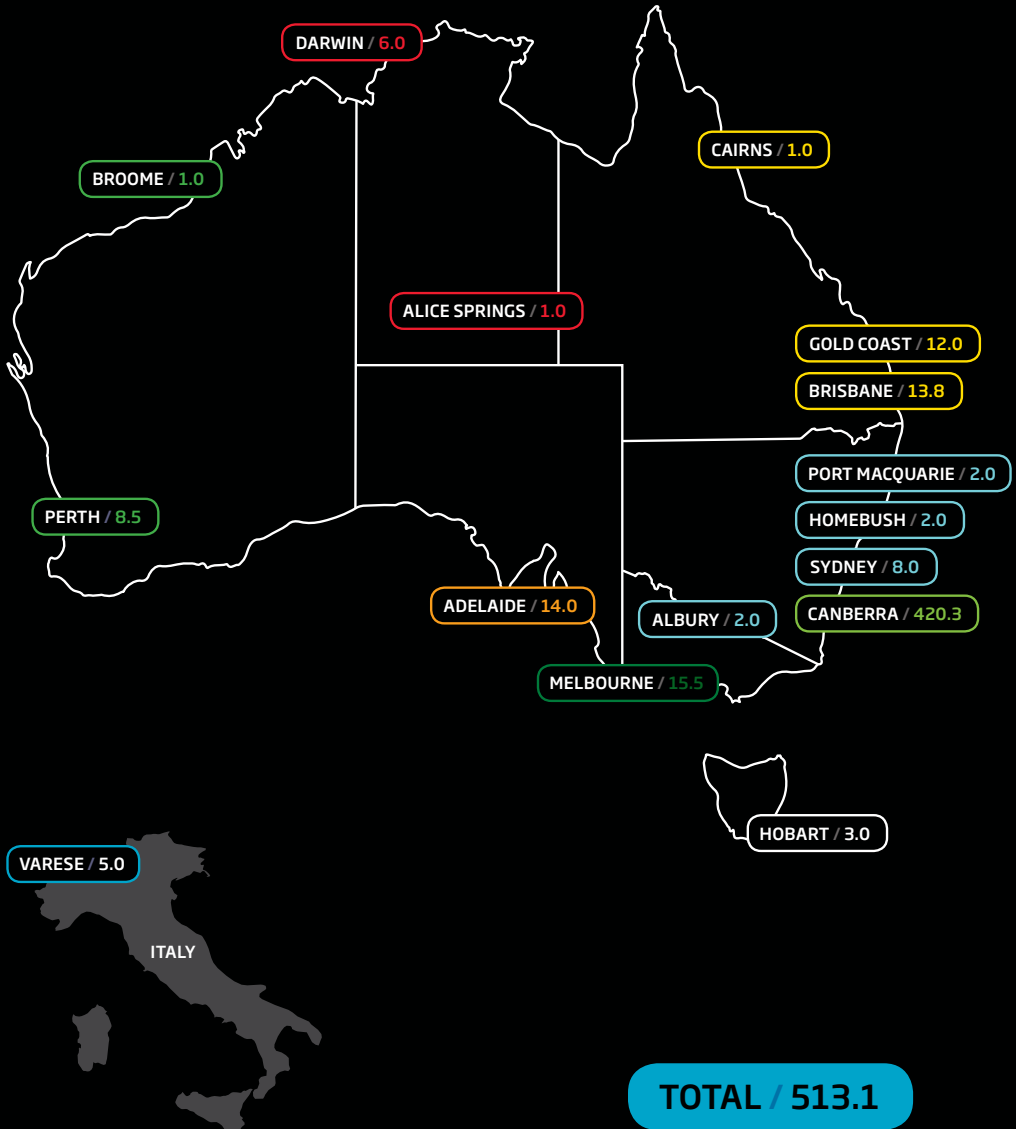 DARWIN / 6.0
CAIRNS / 1.0
BROOME / 1.0
ALICE SPRINGS / 1.0
GOLD COAST / 12.0
BRISBANE / 13.8
PORT MACQUARIE / 2.0
HOMEBUSH / 2.0
PERTH / 8.5
SYDNEY / 8.0
ADELAIDE / 14.0
ALBURY / 2.0
CANBERRA / 420.3
MELBOURNE / 15.5
HOBART / 3.0
VARESE / 5.0
ITALY
TOTAL / 513.1